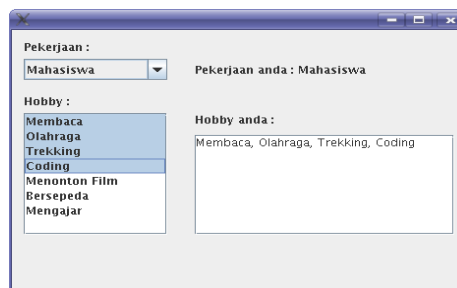 Pekerjaan :
Mahasiswa
Pekerjaan anda : Mahasiswa
Hobby :
Hobby anda :
Membaca
Olahraga
Trekking
Coding
Menonton Film
Bersepeda
Mengajar
Membaca, Olahraga, Trekking, Coding